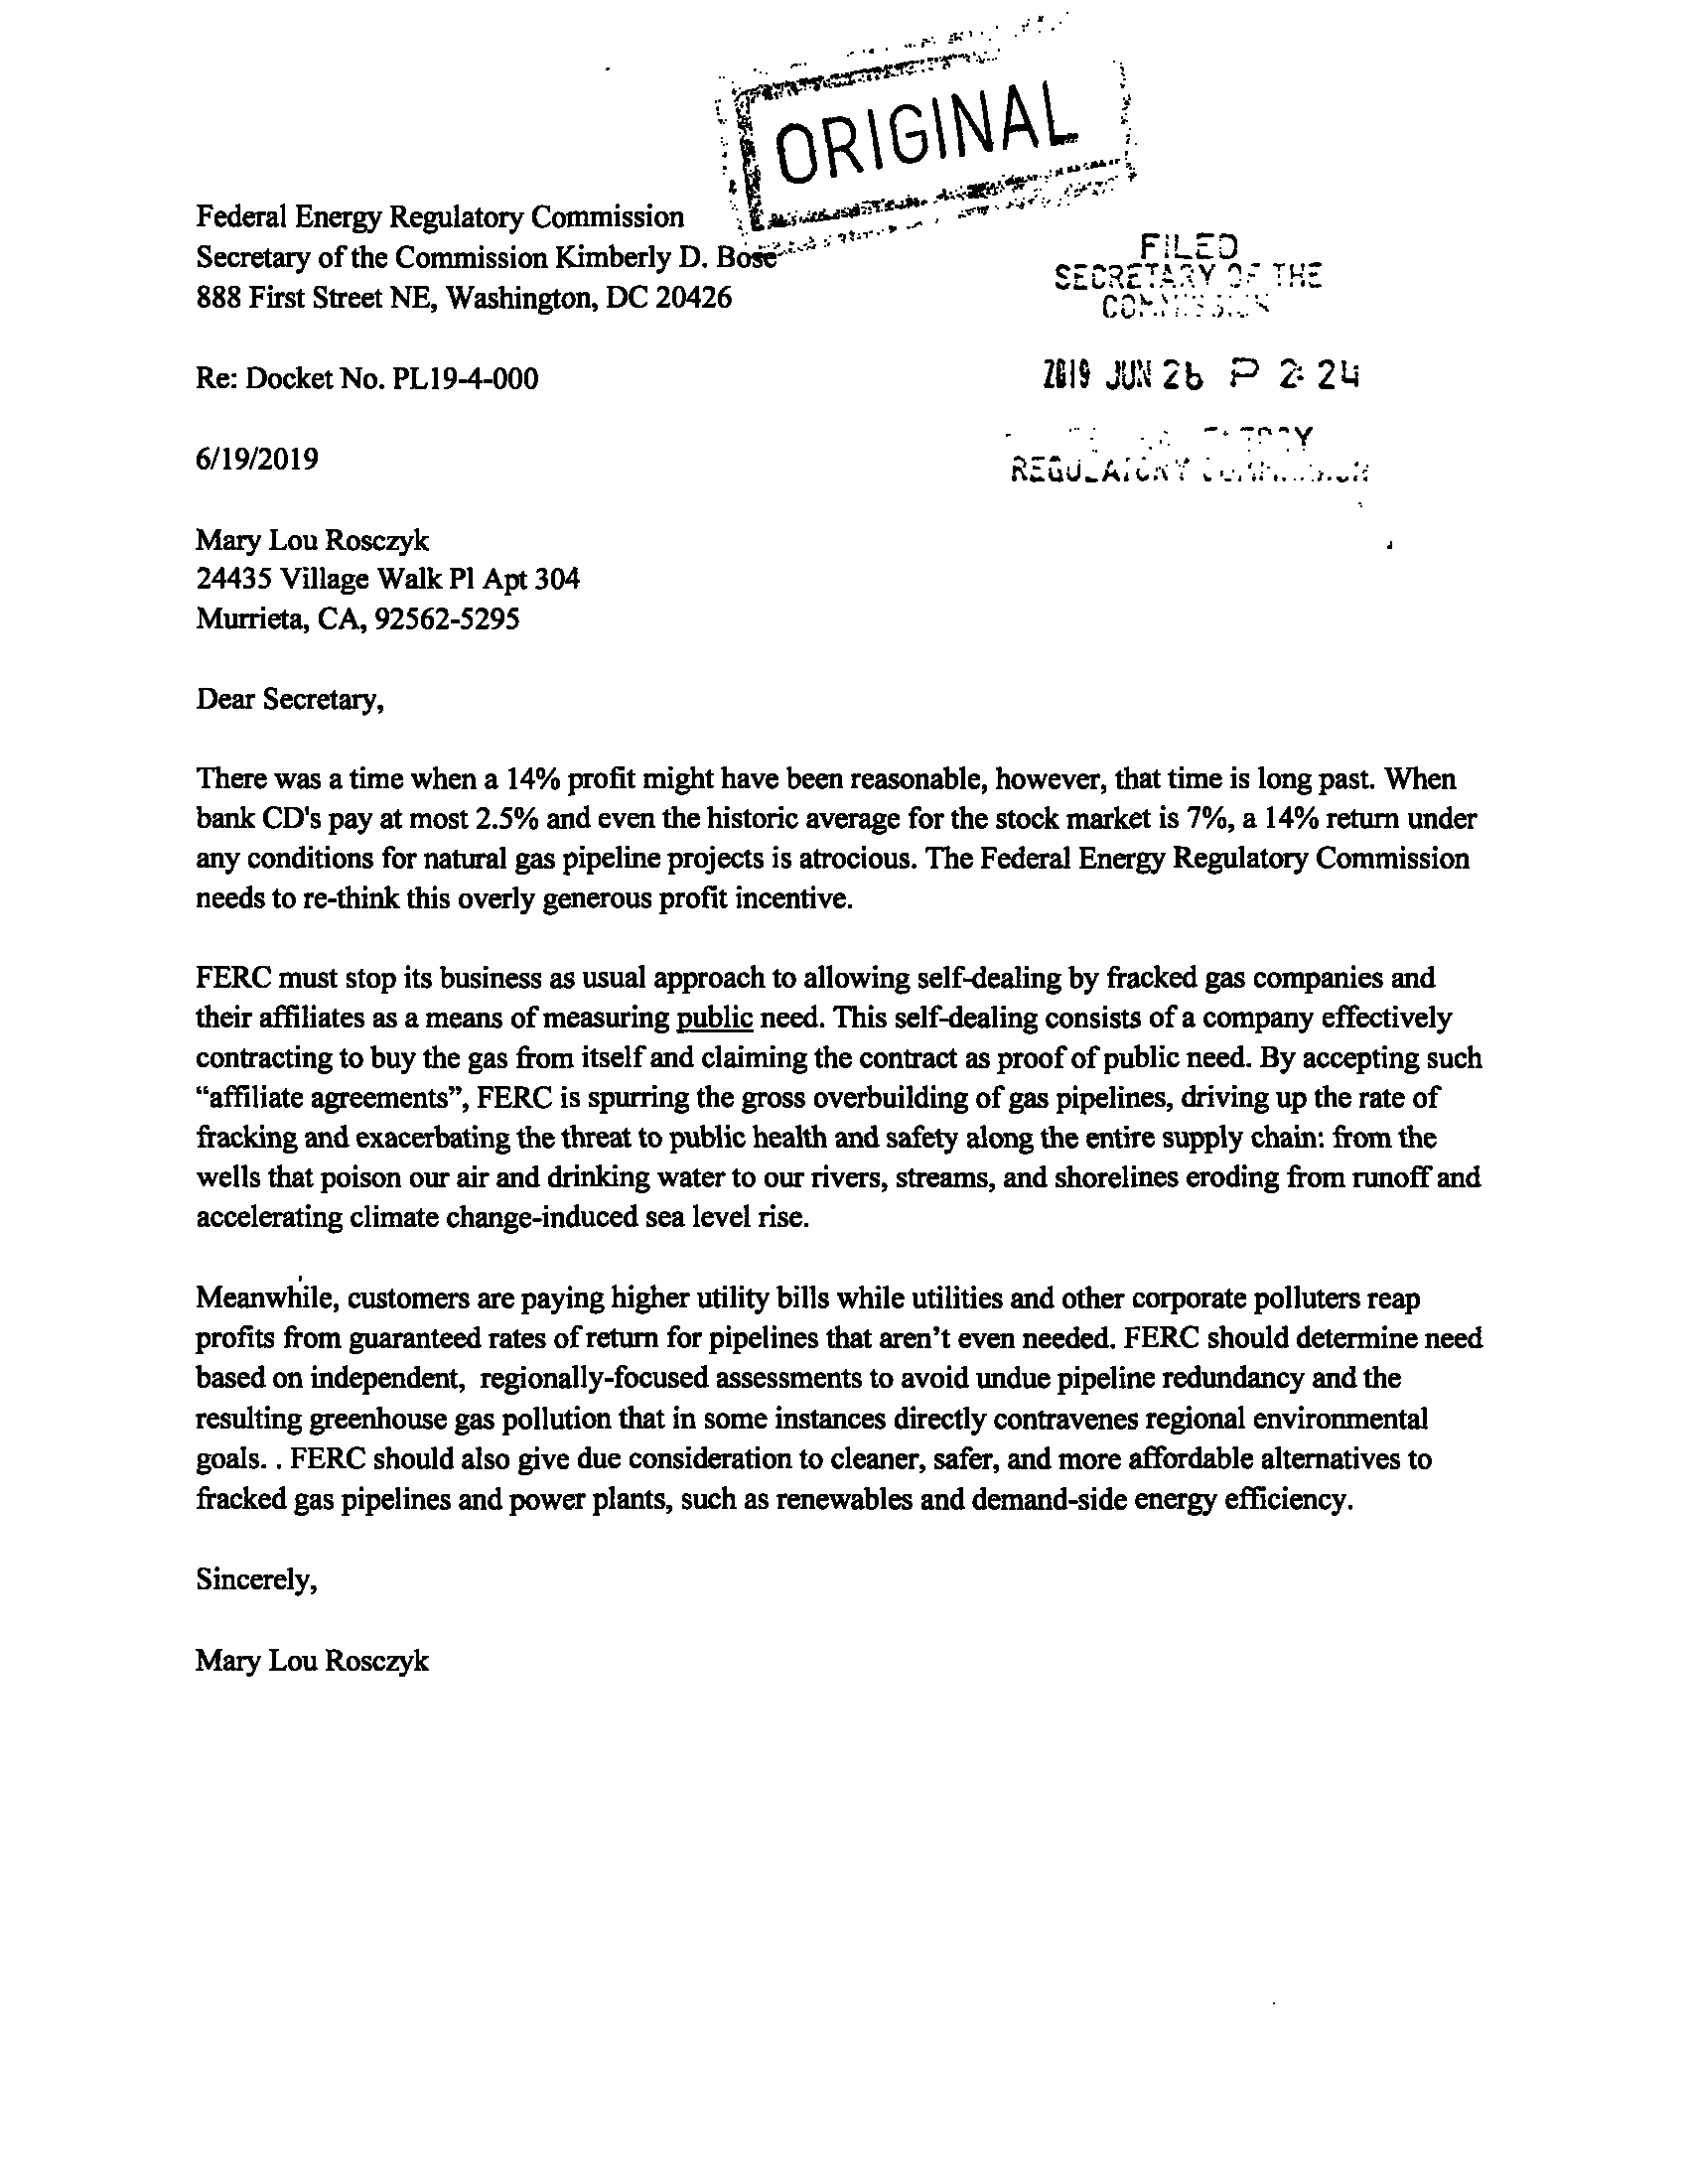 ORIGINAL
Federal Energy Regulatory Commission
Secretary of the Commission Kimberly D. Bose
888 First Street NE, Washington, DC 20426
FILED
SECRETARY OF THE
COMMISSION
Re: Docket No. PL19-4-000
2019 JUN 26 P 2:24
6/19/2019
REGULATORY COMMISSION
Mary Lou Rosczyk
24435 Village Walk Pl Apt 304
Murrieta, CA, 92562-5295
Dear Secretary,
There was a time when a 14% profit might have been reasonable, however, that time is long past. When
bank CD's pay at most 2.5% and even the historic average for the stock market is 7%, a 14% return under
any conditions for natural gas pipeline projects is atrocious. The Federal Energy Regulatory Commission
needs to re-think this overly generous profit incentive.
FERC must stop its business as usual approach to allowing self-dealing by fracked gas companies and
their affiliates as a means of measuring public need. This self-dealing consists of a company effectively
contracting to buy the gas from itself and claiming the contract as proof of public need. By accepting such
“affiliate agreements”, FERC is spurring the gross overbuilding of gas pipelines, driving up the rate of
fracking and exacerbating the threat to public health and safety along the entire supply chain: from the
wells that poison our air and drinking water to our rivers, streams, and shorelines eroding from runoff and
accelerating climate change-induced sea level rise.
Meanwhile, customers are paying higher utility bills while utilities and other corporate polluters reap
profits from guaranteed rates of return for pipelines that aren’t even needed. FERC should determine need
based on independent,  regionally-focused assessments to avoid undue pipeline redundancy and the
resulting greenhouse gas pollution that in some instances directly contravenes regional environmental
goals. . FERC should also give due consideration to cleaner, safer, and more affordable alternatives to
fracked gas pipelines and power plants, such as renewables and demand-side energy efficiency.
Sincerely,
Mary Lou Rosczyk